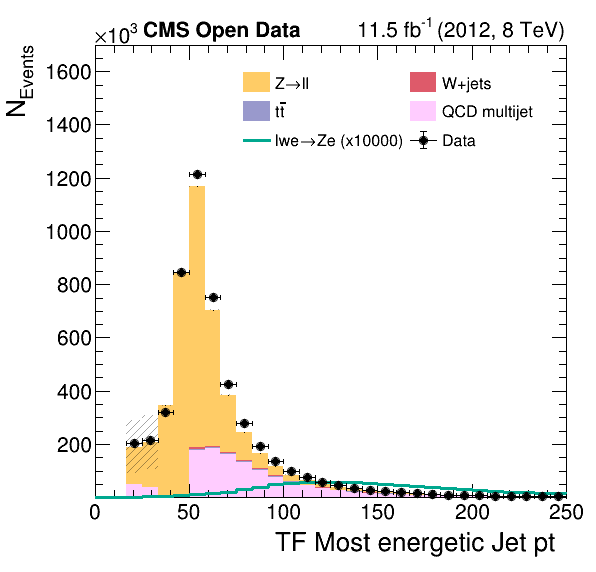 ×10³ CMS Open Data 11.5 fb⁻¹ (2012, 8 TeV)
N_Events
1600
1400
1200
1000
800
600
400
200
Z→ll W+jets
tt̄ QCD multijet
lwe→Ze (x10000) Data
0 50 100 150 200 250
TF Most energetic Jet pt